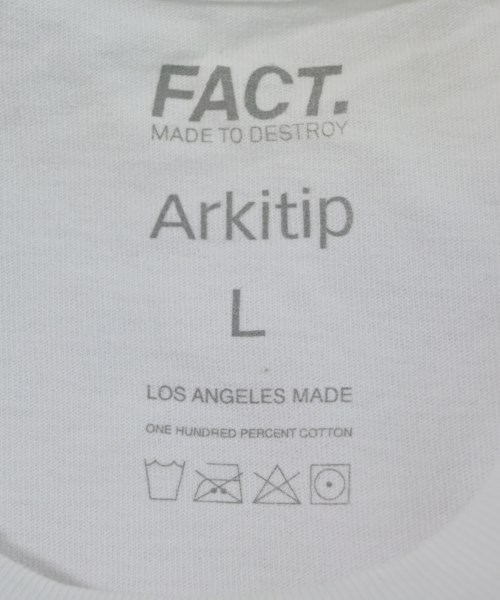 FACT.
MADE TO DESTROY
Arkitip
L
LOS ANGELES MADE
ONE HUNDRED PERCENT COTTON